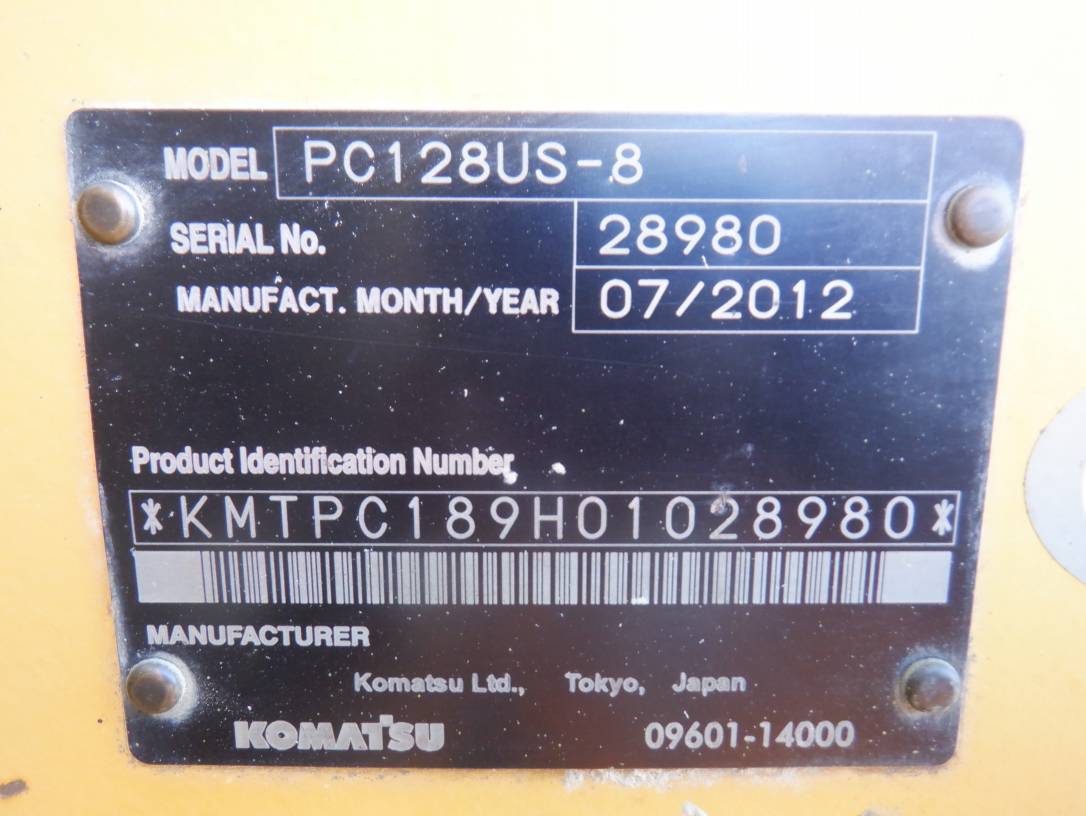 MODEL PC128US-8
SERIAL No. 28980
MANUFACT. MONTH/YEAR 07/2012
Product Identification Number
*KMTPC189H01028980*
MANUFACTURER
Komatsu Ltd., Tokyo, Japan
KOMATSU 09601-14000